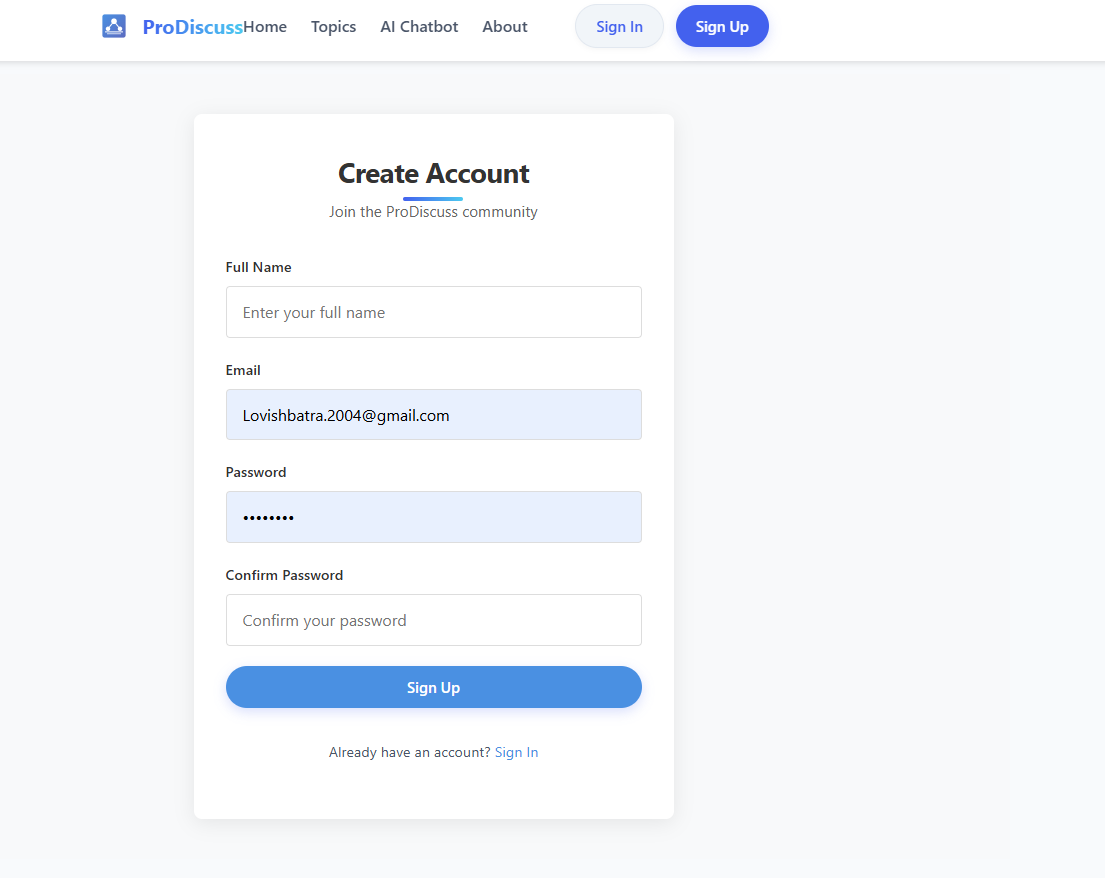 ProDiscuss Home Topics AI Chatbot About Sign In Sign Up
Create Account
Join the ProDiscuss community
Full Name
Enter your full name
Email
Lovishbatra.2004@gmail.com
Password
••••••••
Confirm Password
Confirm your password
Sign Up
Already have an account? Sign In